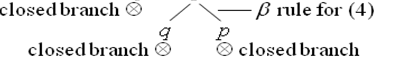 closed branch ⊗ β rule for (4)
q p
closed branch ⊗ ⊗ closed branch